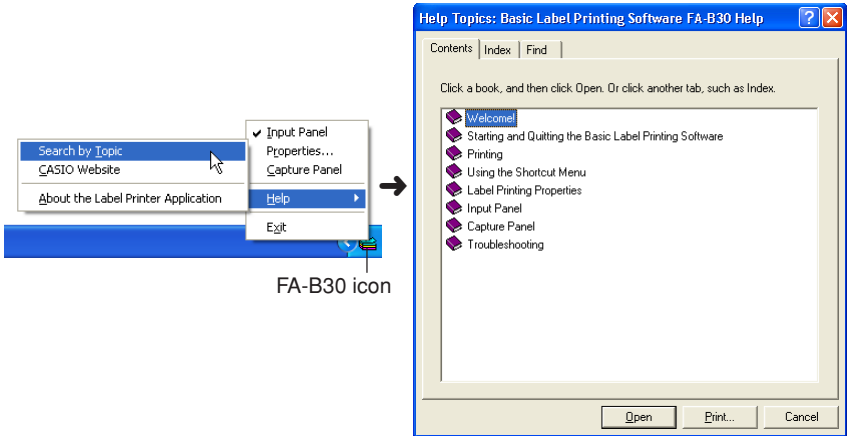 Input Panel
Properties...
Capture Panel
Help
Exit
Search by Topic
CASIO Website
About the Label Printer Application
FA-B30 icon
Help Topics: Basic Label Printing Software FA-B30 Help
Contents Index Find
Click a book, and then click Open. Or click another tab, such as Index.
Welcome!
Starting and Quitting the Basic Label Printing Software
Printing
Using the Shortcut Menu
Label Printing Properties
Input Panel
Capture Panel
Troubleshooting
Open Print... Cancel